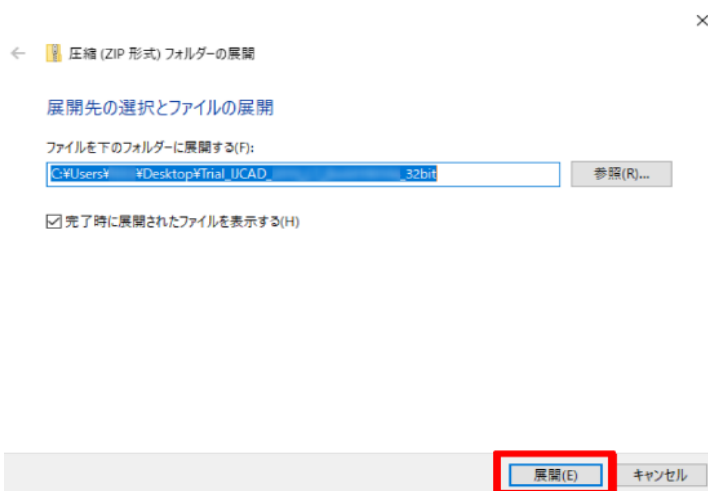 圧縮 (ZIP 形式) フォルダーの展開
展開先の選択とファイルの展開
ファイルを下のフォルダーに展開する(F):
C:¥Users¥ ¥Desktop¥Trial_IJCAD_ _32bit
参照(R)...
完了時に展開されたファイルを表示する(H)
展開(E)
キャンセル